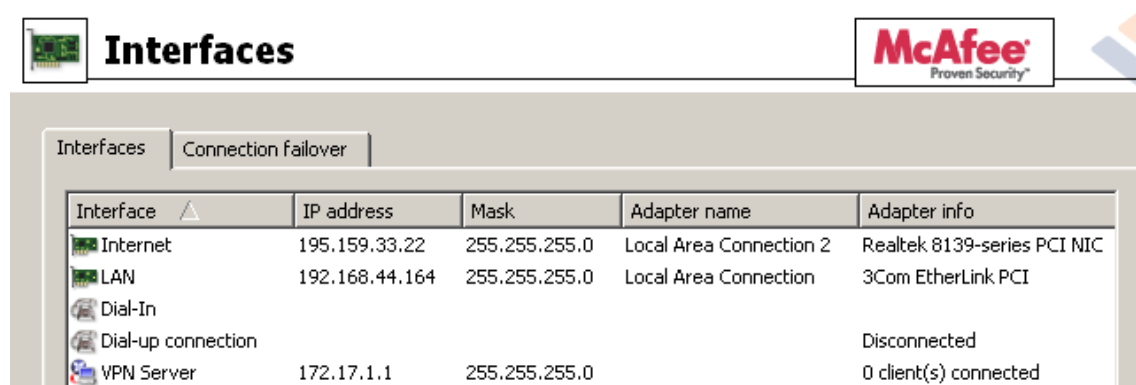 Interfaces
McAfee
Proven Security™
Interfaces Connection failover
Interface IP address Mask Adapter name Adapter info
Internet 195.159.33.22 255.255.255.0 Local Area Connection 2 Realtek 8139-series PCI NIC
LAN 192.168.44.164 255.255.255.0 Local Area Connection 3Com EtherLink PCI
Dial-In
Dial-up connection Disconnected
VPN Server 172.17.1.1 255.255.255.0 0 client(s) connected